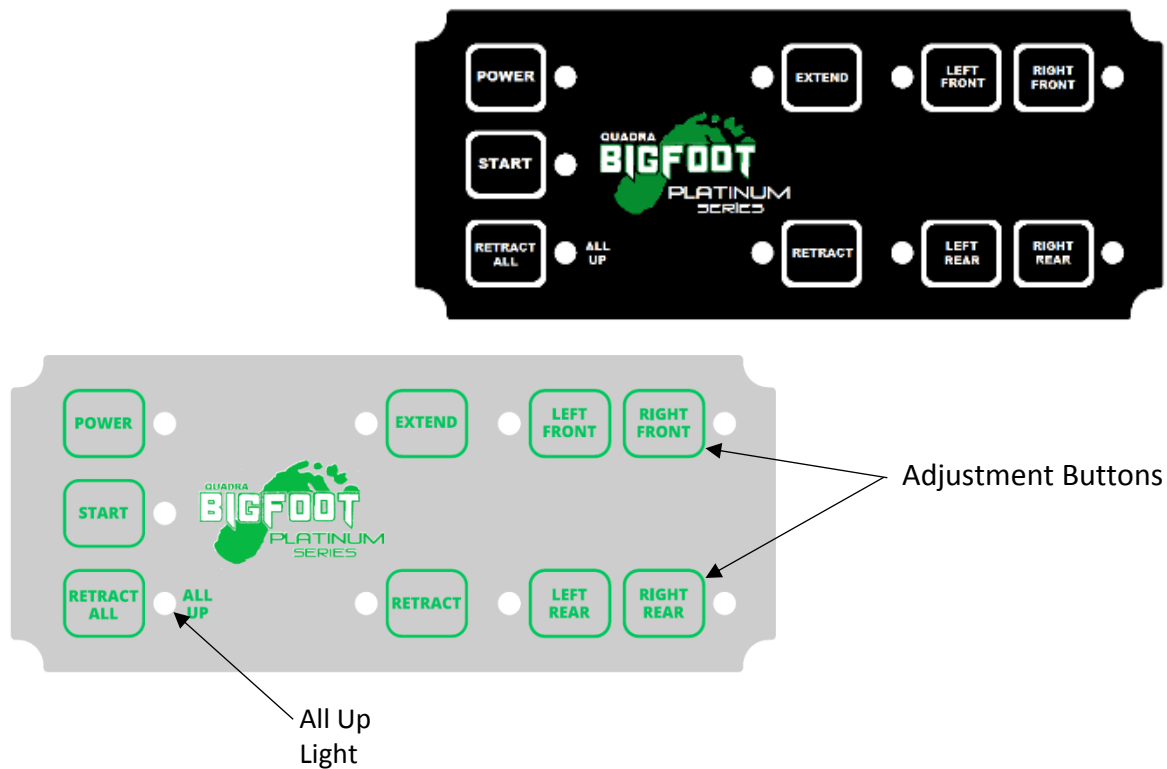 POWER
EXTEND
LEFT
FRONT
RIGHT
FRONT
START
QUADRA
BIGFOOT
PLATINUM
SERIES
RETRACT
ALL
ALL
UP
RETRACT
LEFT
REAR
RIGHT
REAR
POWER
EXTEND
LEFT
FRONT
RIGHT
FRONT
START
QUADRA
BIGFOOT
PLATINUM
SERIES
RETRACT
ALL
ALL
UP
RETRACT
LEFT
REAR
RIGHT
REAR
Adjustment Buttons
All Up
Light